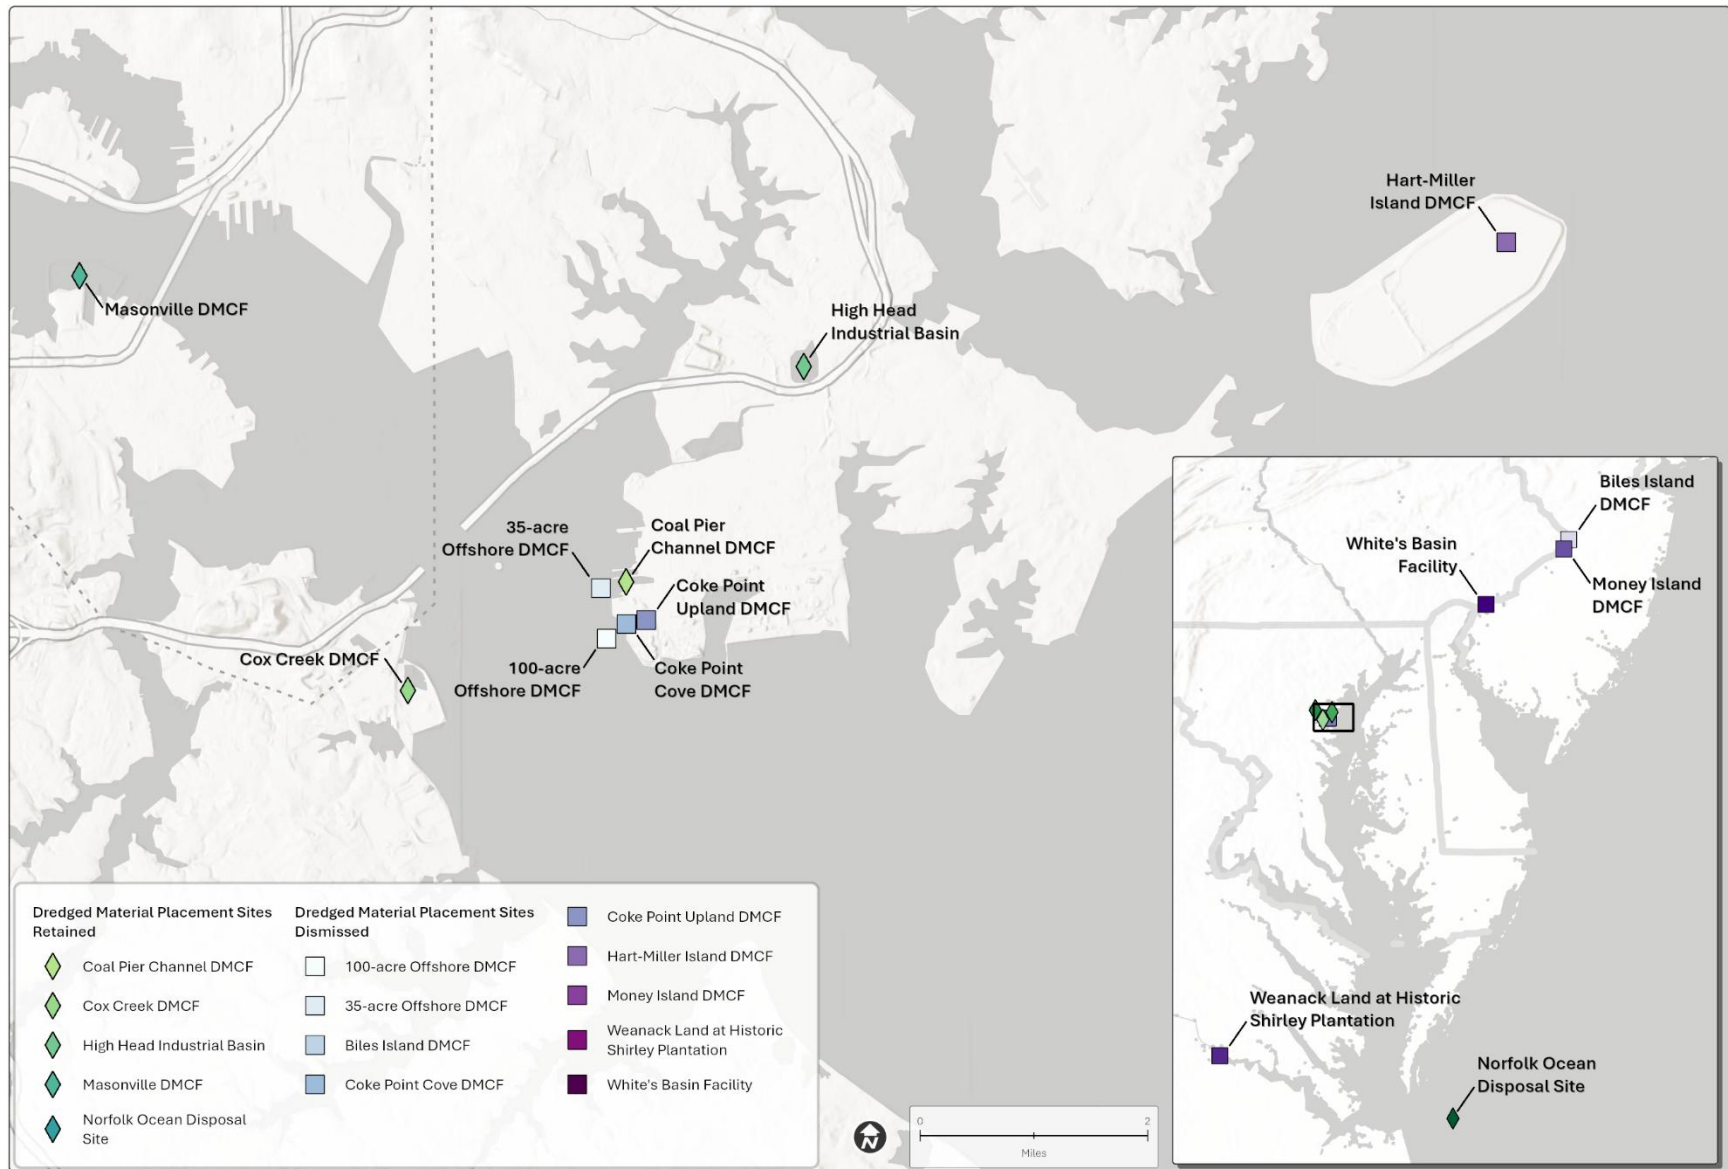 Hart-Miller
Island DMCF
Masonville DMCF
High Head
Industrial Basin
35-acre
Offshore DMCF
Coal Pier
Channel DMCF
Coke Point
Upland DMCF
Cox Creek DMCF
100-acre
Offshore DMCF
Coke Point
Cove DMCF
Biles Island
DMCF
White's Basin
Facility
Money Island
DMCF
Weanack Land at Historic
Shirley Plantation
Norfolk Ocean
Disposal Site
Dredged Material Placement Sites
Retained
Coal Pier Channel DMCF
Cox Creek DMCF
High Head Industrial Basin
Masonville DMCF
Norfolk Ocean Disposal
Site
Dredged Material Placement Sites
Dismissed
100-acre Offshore DMCF
35-acre Offshore DMCF
Biles Island DMCF
Coke Point Cove DMCF
Coke Point Upland DMCF
Hart-Miller Island DMCF
Money Island DMCF
Weanack Land at Historic
Shirley Plantation
White's Basin Facility
N
0 2
Miles